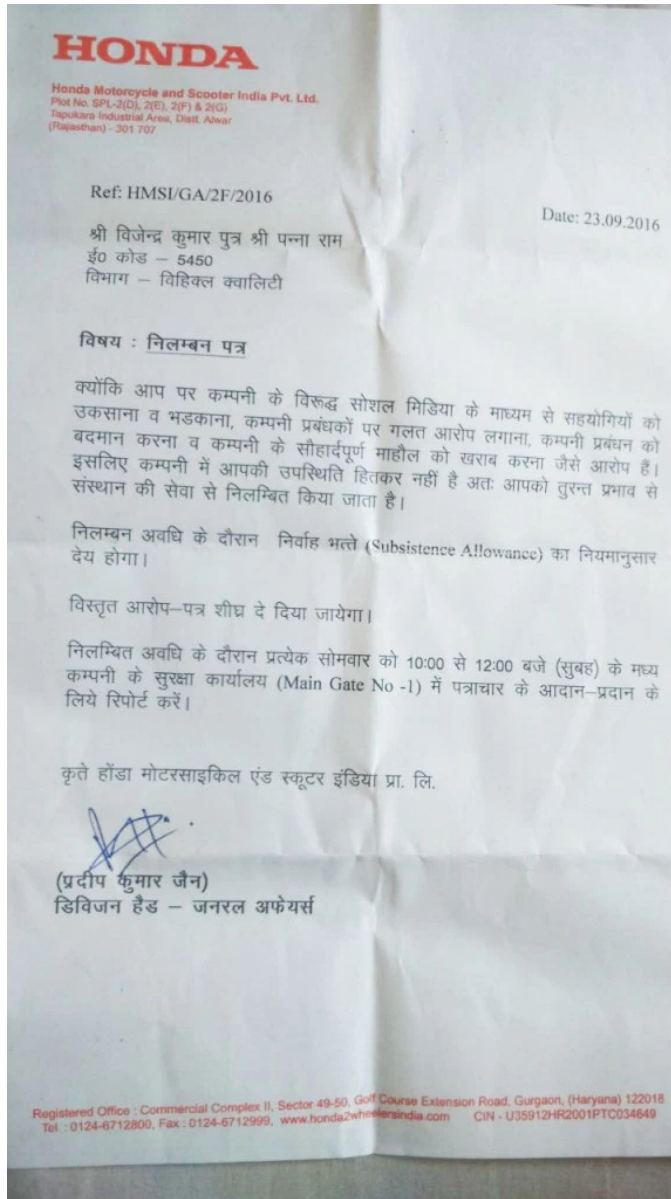 HONDA
Honda Motorcycle and Scooter India Pvt. Ltd.
Plot No. SPL-2(D), 2(E), 2(F) & 2(G)
Tapukara Industrial Area, Distt. Alwar
(Rajasthan) - 301 707
Ref: HMSI/GA/2F/2016
Date: 23.09.2016
श्री विजेन्द्र कुमार पुत्र श्री पन्ना राम
ई0 कोड – 5450
विभाग – विहिक्ल क्वालिटी
विषय : निलम्बन पत्र
क्योंकि आप पर कम्पनी के विरूद्ध सोशल मिडिया के माध्यम से सहयोगियों को
उकसाना व भडकाना, कम्पनी प्रबंधकों पर गलत आरोप लगाना, कम्पनी प्रबंधन को
बदमान करना व कम्पनी के सौहार्दपूर्ण माहौल को खराब करना जैसे आरोप हैं।
इसलिए कम्पनी में आपकी उपस्थिति हितकर नहीं है अतः आपको तुरन्त प्रभाव से
संस्थान की सेवा से निलम्बित किया जाता है।
निलम्बन अवधि के दौरान निर्वाह भत्ते (Subsistence Allowance) का नियमानुसार
देय होगा।
विस्तृत आरोप–पत्र शीघ्र दे दिया जायेगा।
निलम्बित अवधि के दौरान प्रत्येक सोमवार को 10:00 से 12:00 बजे (सुबह) के मध्य
कम्पनी के सुरक्षा कार्यालय (Main Gate No -1) में पत्राचार के आदान–प्रदान के
लिये रिपोर्ट करें।
कृते होंडा मोटरसाइकिल एंड स्कूटर इंडिया प्रा. लि.
(प्रदीप कुमार जैन)
डिविजन हैड – जनरल अफेयर्स
Registered Office : Commercial Complex II, Sector 49-50, Golf Course Extension Road, Gurgaon, (Haryana) 122018
Tel. : 0124-6712800, Fax : 0124-6712999, www.honda2wheelersindia.com CIN - U35912HR2001PTC034649